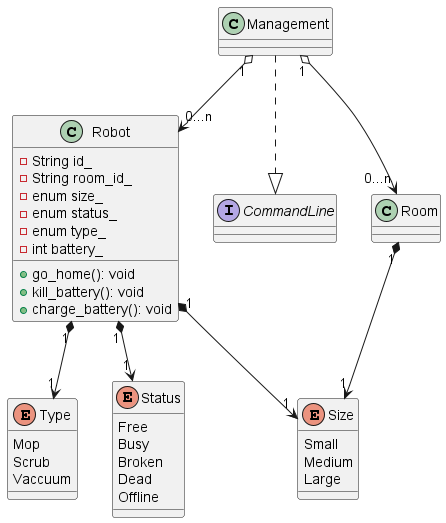 C Management
1
1
0...n
0...n
C Robot
String id_
String room_id_
enum size_
enum status_
enum type_
int battery_
go_home(): void
kill_battery(): void
charge_battery(): void
I CommandLine
C Room
1
1
1
1
1
1
1
1
E Type
Mop
Scrub
Vaccuum
E Status
Free
Busy
Broken
Dead
Offline
E Size
Small
Medium
Large